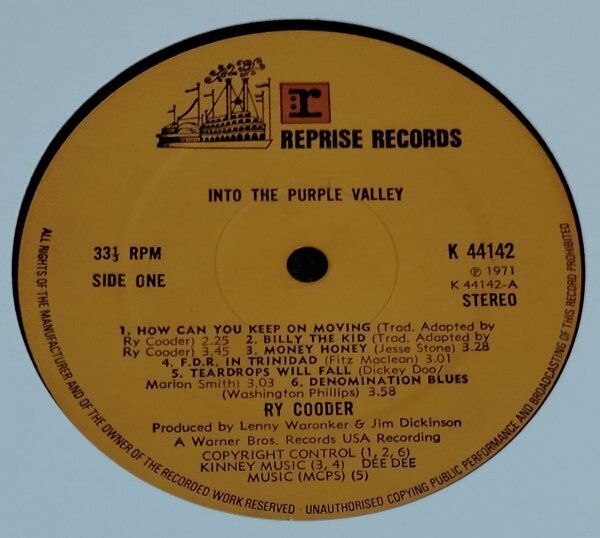 r
REPRISE RECORDS
INTO THE PURPLE VALLEY
33⅓ RPM
SIDE ONE
K 44142
Ⓟ 1971
K 44142-A
STEREO
1. HOW CAN YOU KEEP ON MOVING (Trad. Adapted by
Ry Cooder) 2.25 2. BILLY THE KID (Trad. Adapted by
Ry Cooder) 3.45 3. MONEY HONEY (Jesse Stone) 3.28
4. F.D.R. IN TRINIDAD (Fitz Maclean) 3.01
5. TEARDROPS WILL FALL (Dickey Doo/
Marion Smith) 3.03 6. DENOMINATION BLUES
(Washington Phillips) 3.58
RY COODER
Produced by Lenny Waronker & Jim Dickinson
A Warner Bros. Records USA Recording
COPYRIGHT CONTROL (1, 2, 6)
KINNEY MUSIC (3, 4) DEE DEE
MUSIC (MCPS) (5)
ALL RIGHTS OF THE MANUFACTURER AND OF THE OWNER OF THE RECORDED WORK RESERVED · UNAUTHORISED COPYING PUBLIC PERFORMANCE AND BROADCASTING OF THIS RECORD PROHIBITED